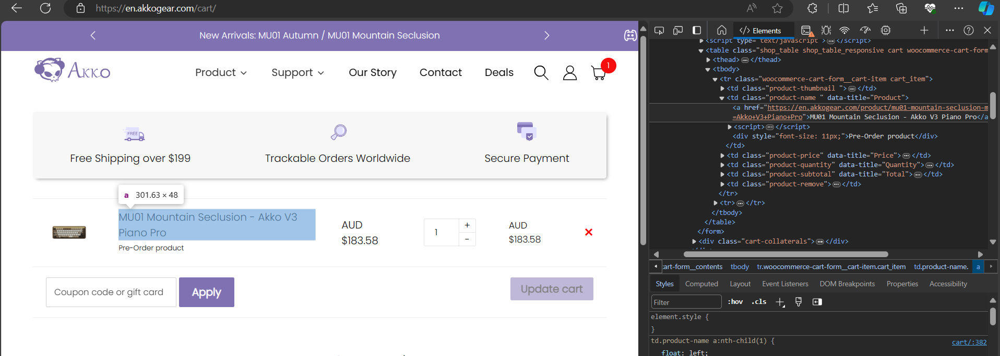 https://en.akkogear.com/cart/
New Arrivals: MU01 Autumn / MU01 Mountain Seclusion
AKKO
Product
Support
Our Story
Contact
Deals
1
FREE
Free Shipping over $199
Trackable Orders Worldwide
Secure Payment
a 301.63 × 48
MU01 Mountain Seclusion - Akko V3
Piano Pro
Pre-Order product
AUD
$183.58
1
+
-
AUD
$183.58
Coupon code or gift card
Apply
Update cart
</> Elements
<script type="text/javascript">…</script>
<table class="shop_table shop_table_responsive cart woocommerce-cart-form
<thead>…</thead>
<tbody>
<tr class="woocommerce-cart-form__cart-item cart_item">
<td class="product-thumbnail ">…</td>
<td class="product-name " data-title="Product">
<a href="https://en.akkogear.com/product/mu01-mountain-seclusion-m
=Akko+V3+Piano+Pro">MU01 Mountain Seclusion - Akko V3 Piano Pro</a
<script>…</script>
<div style="font-size: 11px;">Pre-Order product</div>
</td>
<td class="product-price" data-title="Price">…</td>
<td class="product-quantity" data-title="Quantity">…</td>
<td class="product-subtotal" data-title="Total">…</td>
<td class="product-remove">…</td>
</tr>
<tr>…</tr>
</tbody>
</table>
</form>
<div class="cart-collaterals">…</div>
cart-form__contents tbody tr.woocommerce-cart-form__cart-item.cart_item td.product-name. a
Styles Computed Layout Event Listeners DOM Breakpoints Properties Accessibility
Filter :hov .cls
element.style {
}
td.product-name a:nth-child(1) { cart/:382
float: left;